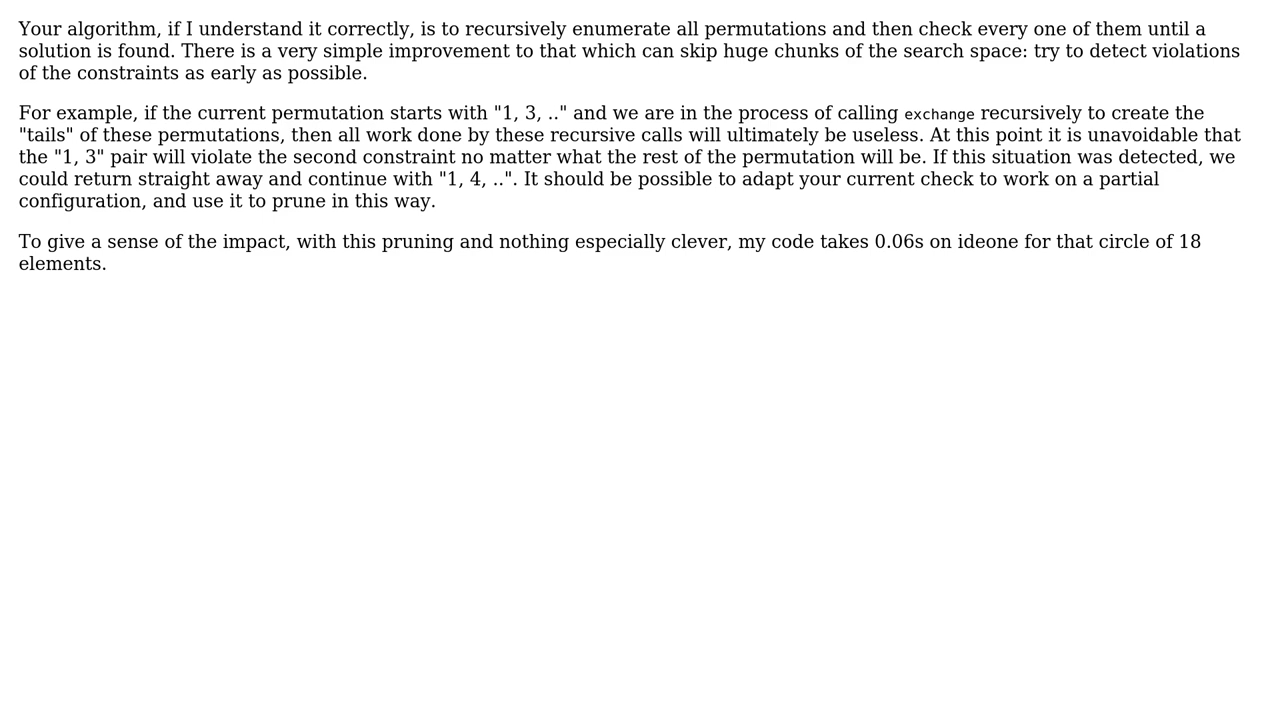 Your algorithm, if I understand it correctly, is to recursively enumerate all permutations and then check every one of them until a
solution is found. There is a very simple improvement to that which can skip huge chunks of the search space: try to detect violations
of the constraints as early as possible.
For example, if the current permutation starts with "1, 3, .." and we are in the process of calling exchange recursively to create the
"tails" of these permutations, then all work done by these recursive calls will ultimately be useless. At this point it is unavoidable that
the "1, 3" pair will violate the second constraint no matter what the rest of the permutation will be. If this situation was detected, we
could return straight away and continue with "1, 4, ..". It should be possible to adapt your current check to work on a partial
configuration, and use it to prune in this way.
To give a sense of the impact, with this pruning and nothing especially clever, my code takes 0.06s on ideone for that circle of 18
elements.